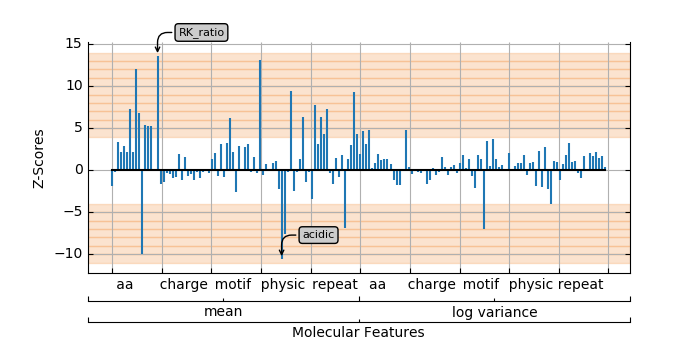 RK_ratio
15
10
5
0
−5
−10
Z-Scores
acidic
aa charge motif physic repeat aa charge motif physic repeat
mean log variance
Molecular Features